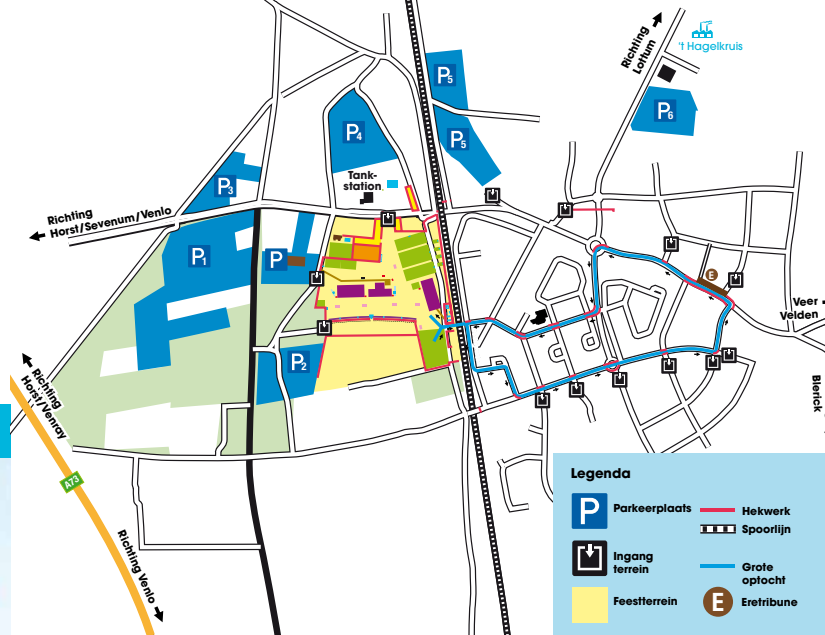 Richting
Lottum
't Hagelkruis
P5
P6
P4
P5
Tank-
station
P3
Richting
Horst/Sevenum/Venlo
P1
P
E
Veer
Velden
P2
Richting
Horst/Venray
Blerick
A73
Richting Venlo
Legenda
P
Parkeerplaats
Hekwerk
Spoorlijn
Ingang
terrein
Grote
optocht
Feestterrein
E
Eretribune